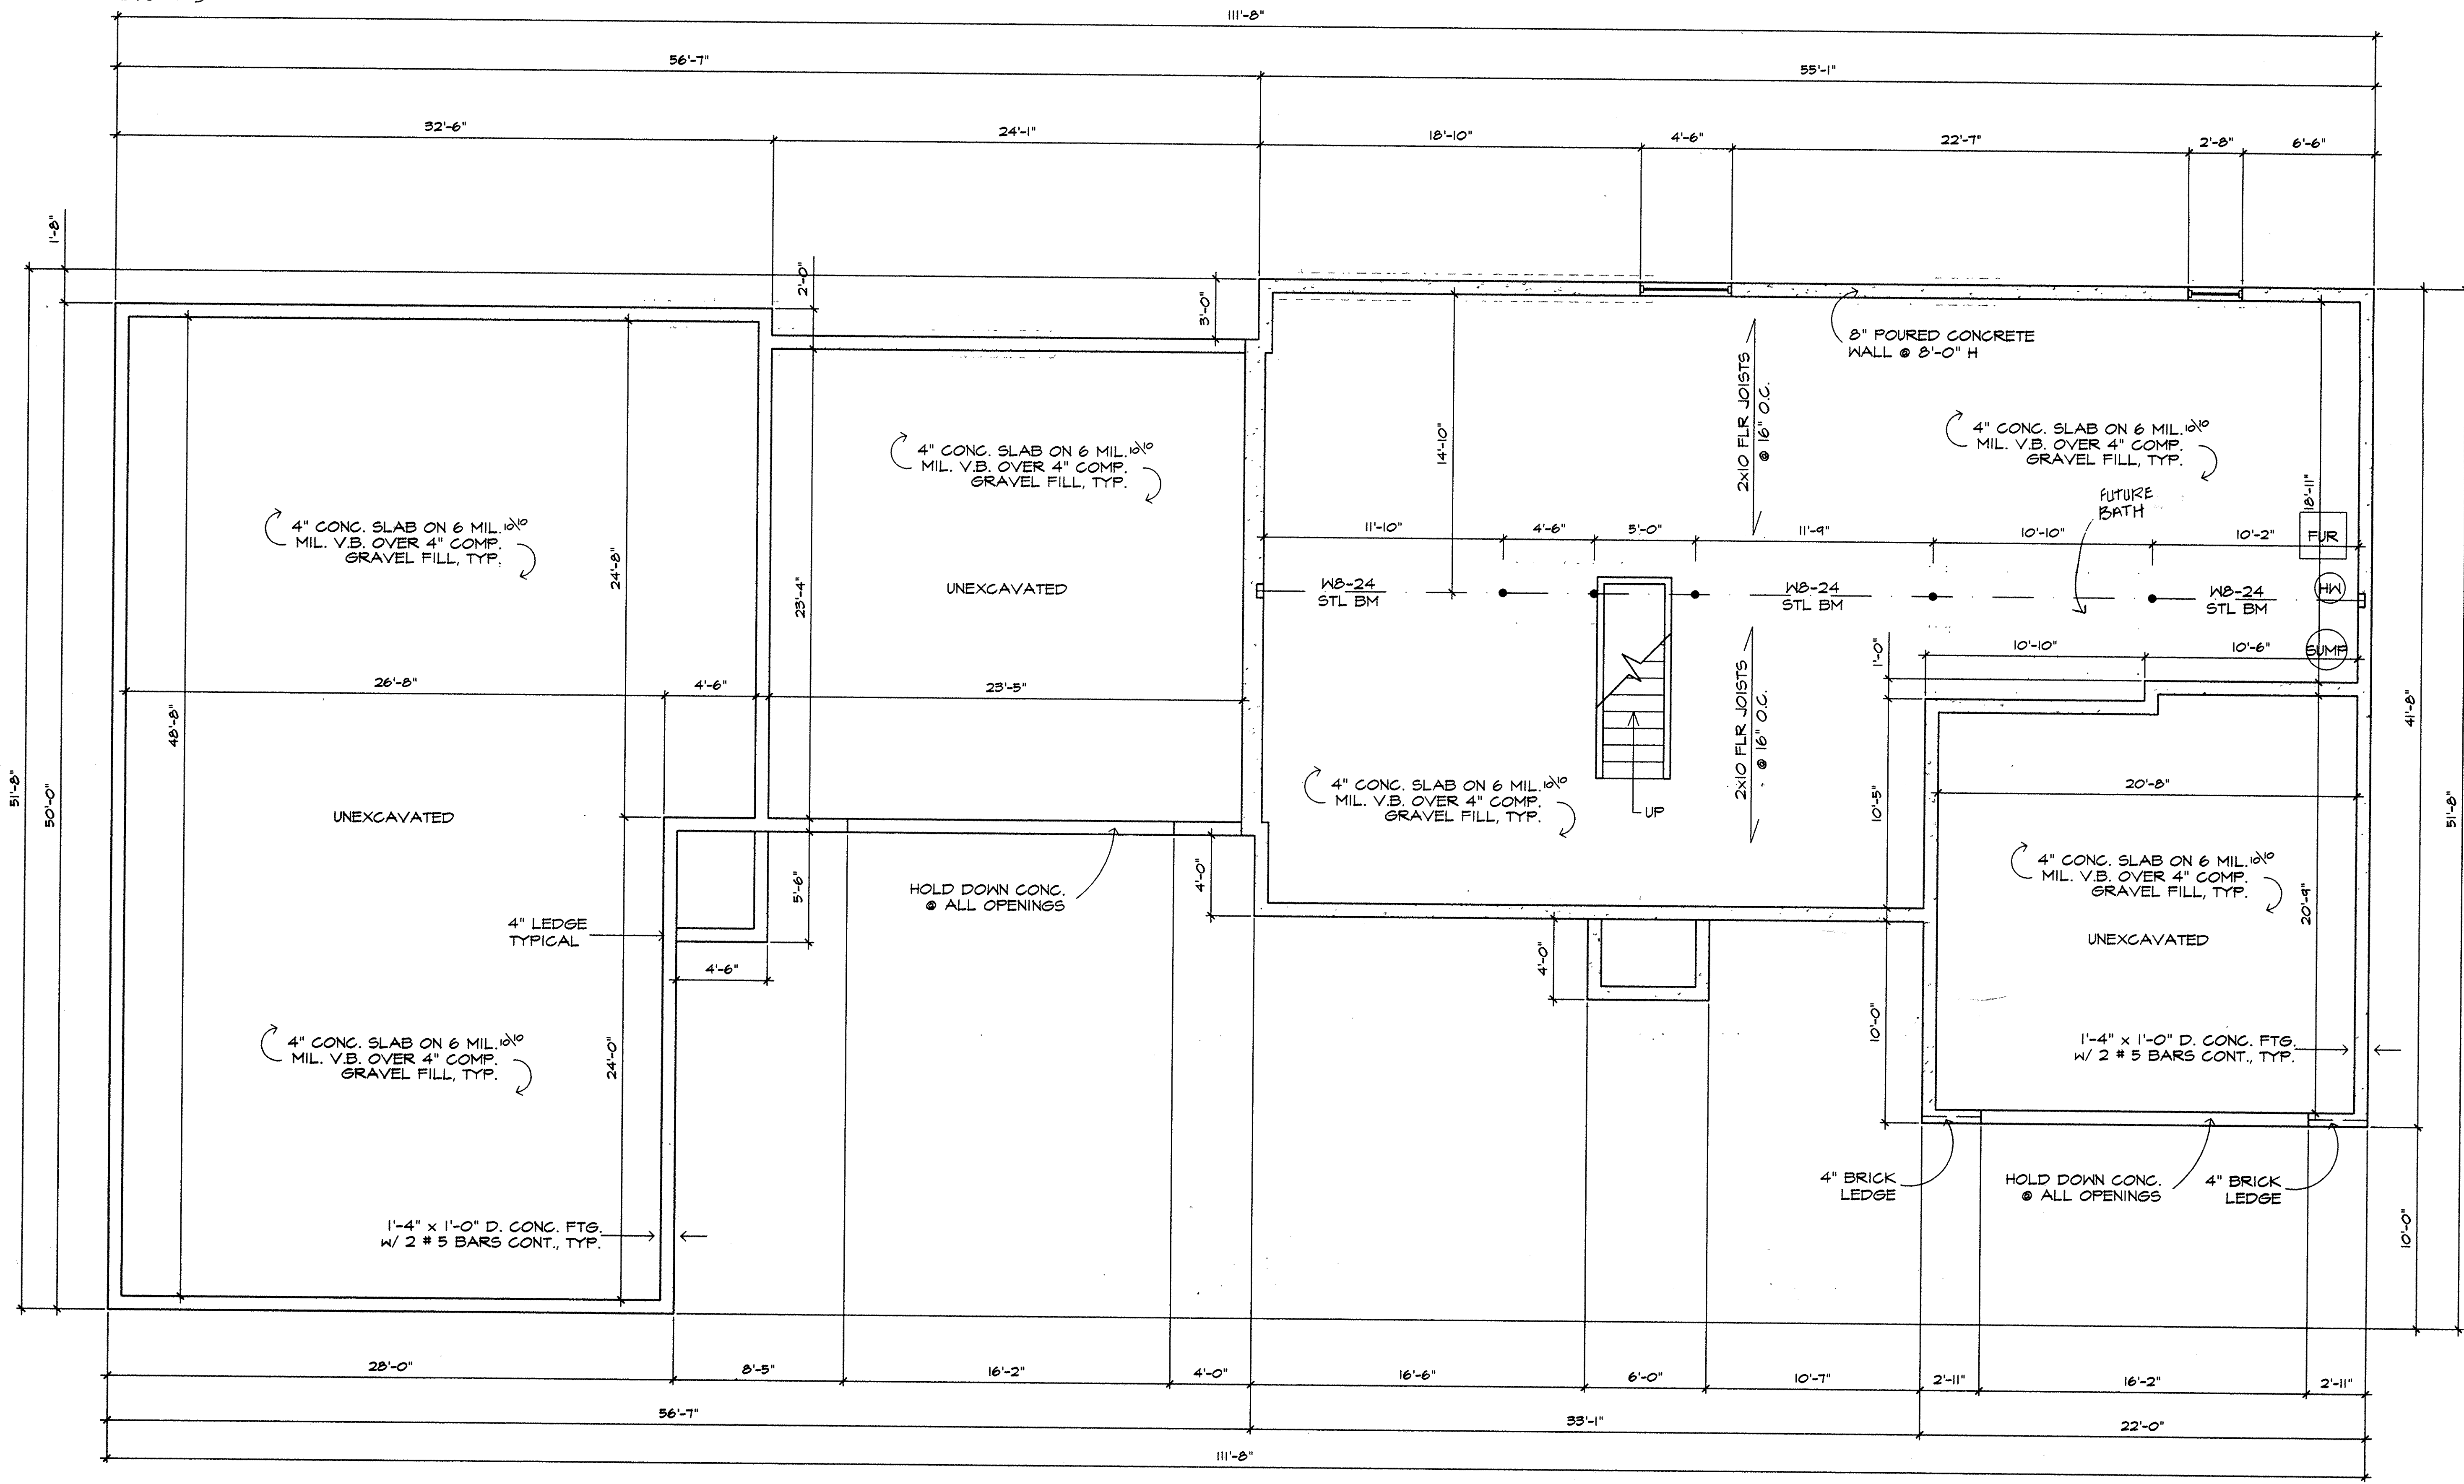 111'-8"
56'-7"
55'-1"
32'-6"
24'-1"
18'-10"
4'-6"
22'-7"
2'-8"
6'-6"
1'-8"
2'-0"
3'-0"
8" POURED CONCRETE
WALL @ 8'-0" H
2x10 FLR JOISTS
@ 16" O.C.
14'-10"
4" CONC. SLAB ON 6 MIL. 10\10
MIL. V.B. OVER 4" COMP.
GRAVEL FILL, TYP.
4" CONC. SLAB ON 6 MIL. 10\10
MIL. V.B. OVER 4" COMP.
GRAVEL FILL, TYP.
4" CONC. SLAB ON 6 MIL. 10\10
MIL. V.B. OVER 4" COMP.
GRAVEL FILL, TYP.
FUTURE
BATH
18'-11"
FUR
24'-8"
23'-4"
UNEXCAVATED
11'-10"
4'-6"
5'-0"
11'-9"
10'-10"
10'-2"
W8-24
STL BM
W8-24
STL BM
W8-24
STL BM
HW
SUMP
10'-10"
10'-6"
1'-0"
26'-8"
4'-6"
23'-5"
48'-8"
51'-8"
50'-0"
41'-8"
51'-8"
2x10 FLR JOISTS
@ 16" O.C.
UP
UNEXCAVATED
4" CONC. SLAB ON 6 MIL. 10\10
MIL. V.B. OVER 4" COMP.
GRAVEL FILL, TYP.
10'-5"
20'-8"
4" CONC. SLAB ON 6 MIL. 10\10
MIL. V.B. OVER 4" COMP.
GRAVEL FILL, TYP.
20'-9"
UNEXCAVATED
HOLD DOWN CONC.
@ ALL OPENINGS
5'-6"
4'-0"
4" LEDGE
TYPICAL
4'-6"
4'-0"
10'-0"
4" CONC. SLAB ON 6 MIL. 10\10
MIL. V.B. OVER 4" COMP.
GRAVEL FILL, TYP.
24'-0"
1'-4" x 1'-0" D. CONC. FTG.
W/ 2 # 5 BARS CONT., TYP.
4" BRICK
LEDGE
HOLD DOWN CONC.
@ ALL OPENINGS
4" BRICK
LEDGE
1'-4" x 1'-0" D. CONC. FTG.
W/ 2 # 5 BARS CONT., TYP.
10'-0"
28'-0"
8'-5"
16'-2"
4'-0"
16'-6"
6'-0"
10'-7"
2'-11"
16'-2"
2'-11"
56'-7"
33'-1"
22'-0"
111'-8"